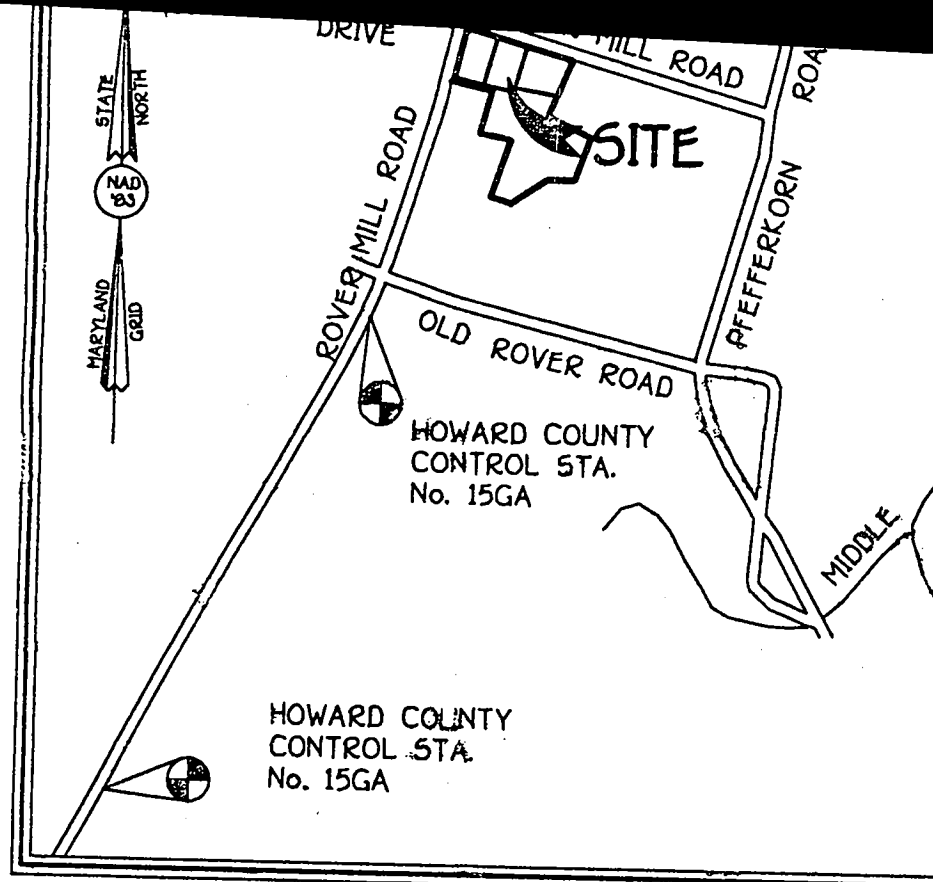 DRIVE
MILL ROAD
STATE
NORTH
NAD
'83
MARYLAND
GRID
SITE
ROVER MILL ROAD
PFEFFERKORN
OLD ROVER ROAD
HOWARD COUNTY
CONTROL STA.
No. 15GA
MIDDLE
HOWARD COUNTY
CONTROL STA.
No. 15GA